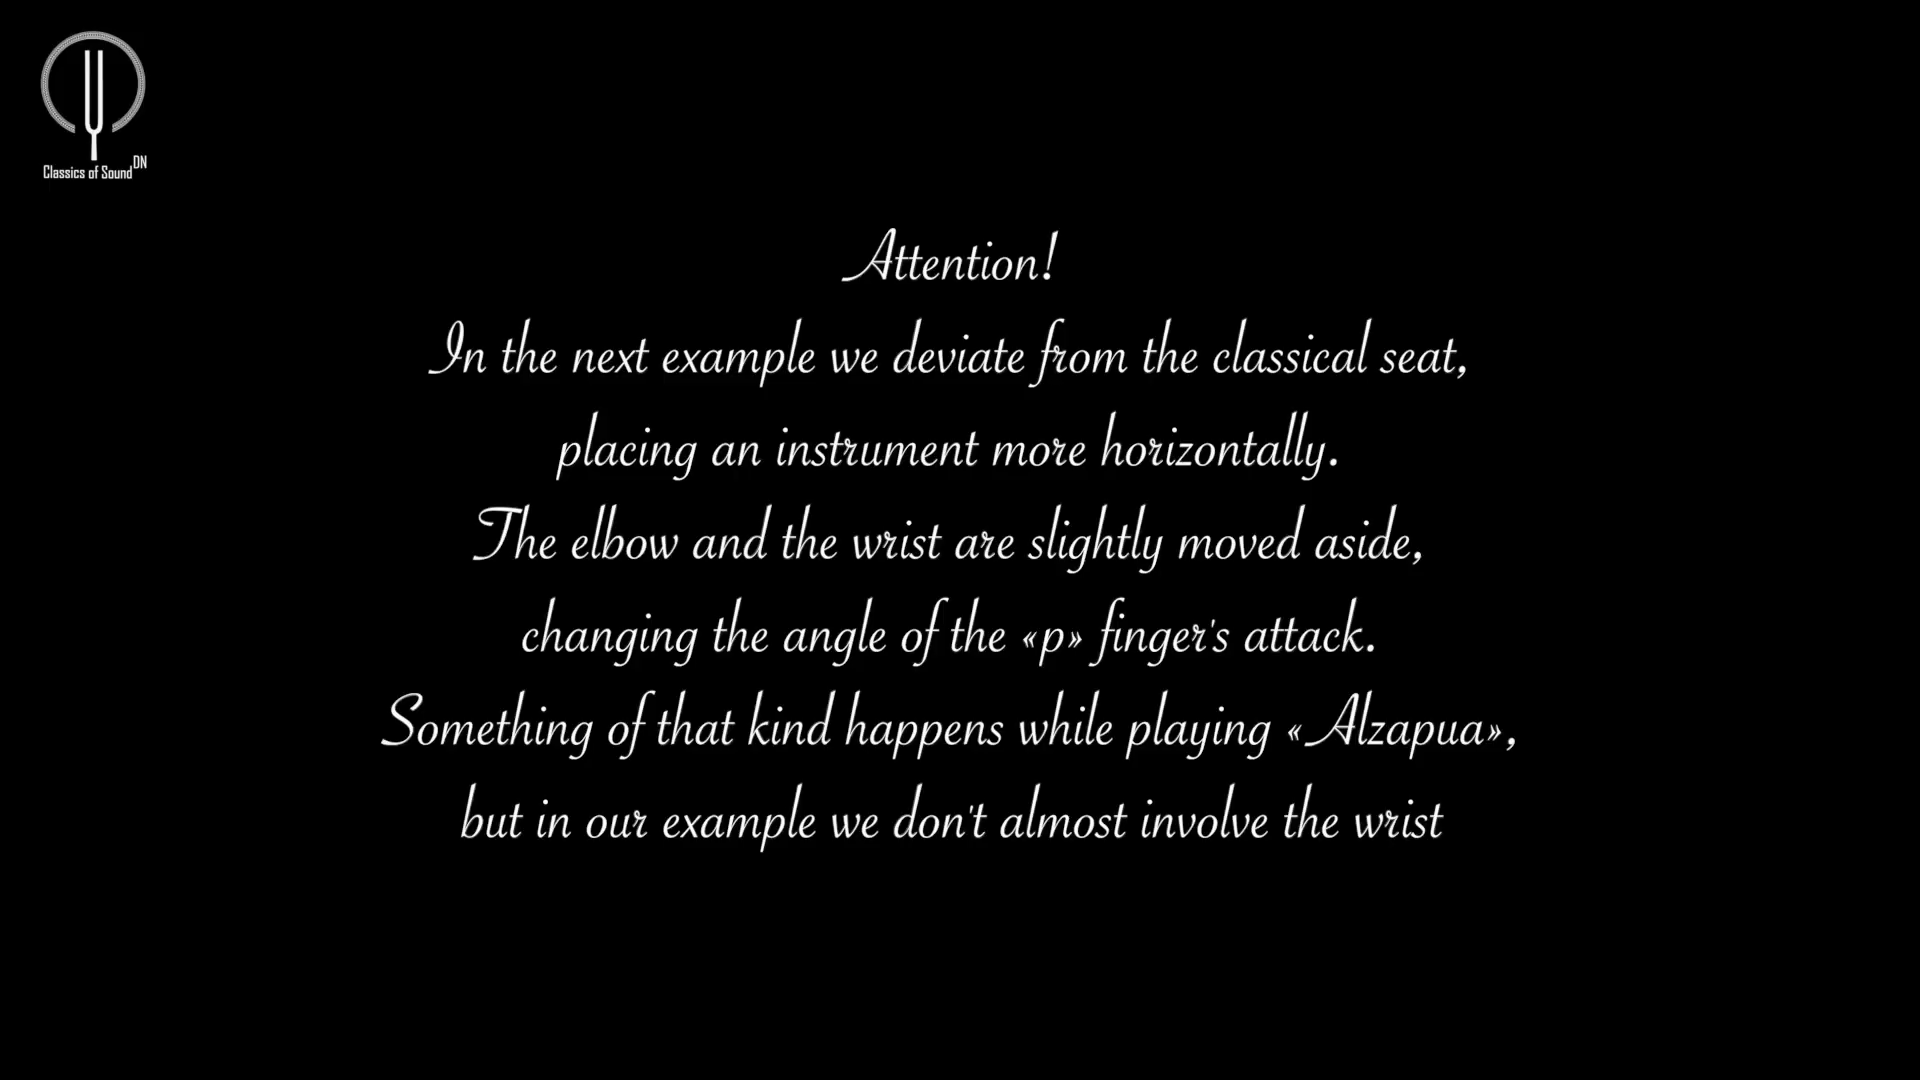 Classics of Sound DN
Attention!
In the next example we deviate from the classical seat,
placing an instrument more horizontally.
The elbow and the wrist are slightly moved aside,
changing the angle of the «p» finger's attack.
Something of that kind happens while playing «Alzapua»,
but in our example we don't almost involve the wrist